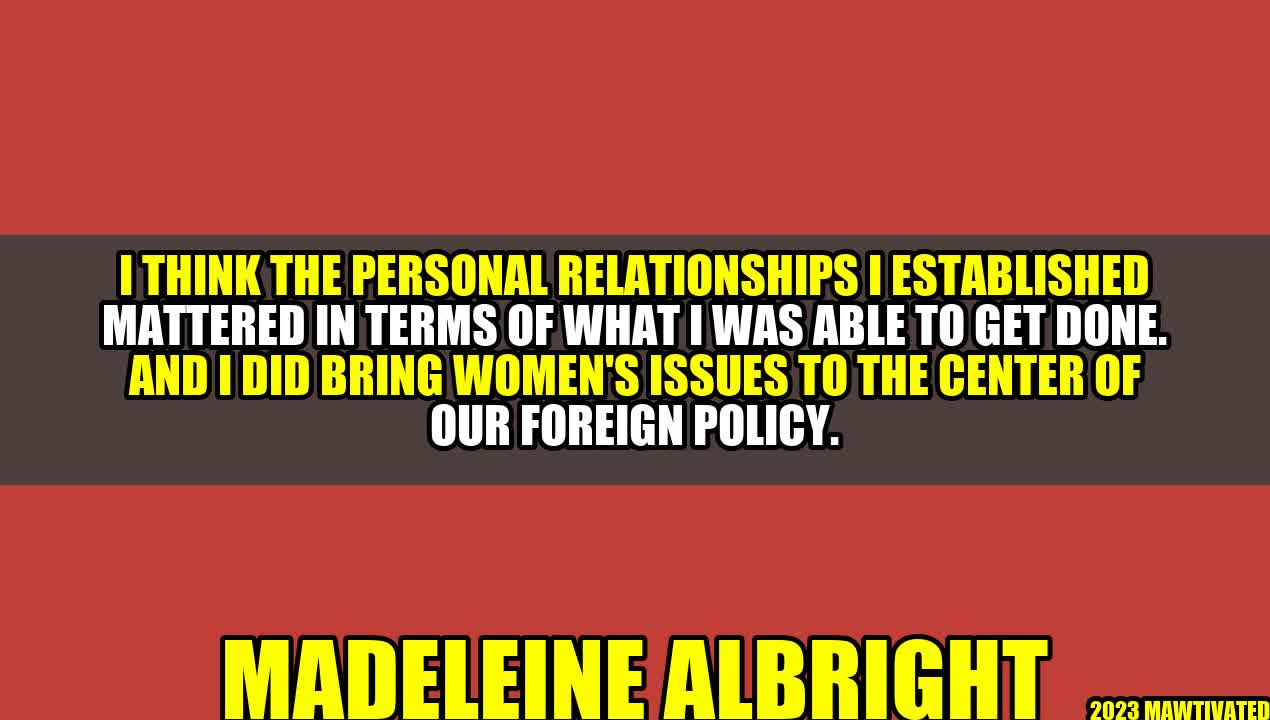 I THINK THE PERSONAL RELATIONSHIPS I ESTABLISHED
MATTERED IN TERMS OF WHAT I WAS ABLE TO GET DONE.
AND I DID BRING WOMEN'S ISSUES TO THE CENTER OF
OUR FOREIGN POLICY.
MADELEINE ALBRIGHT
2023 MAWTIVATED